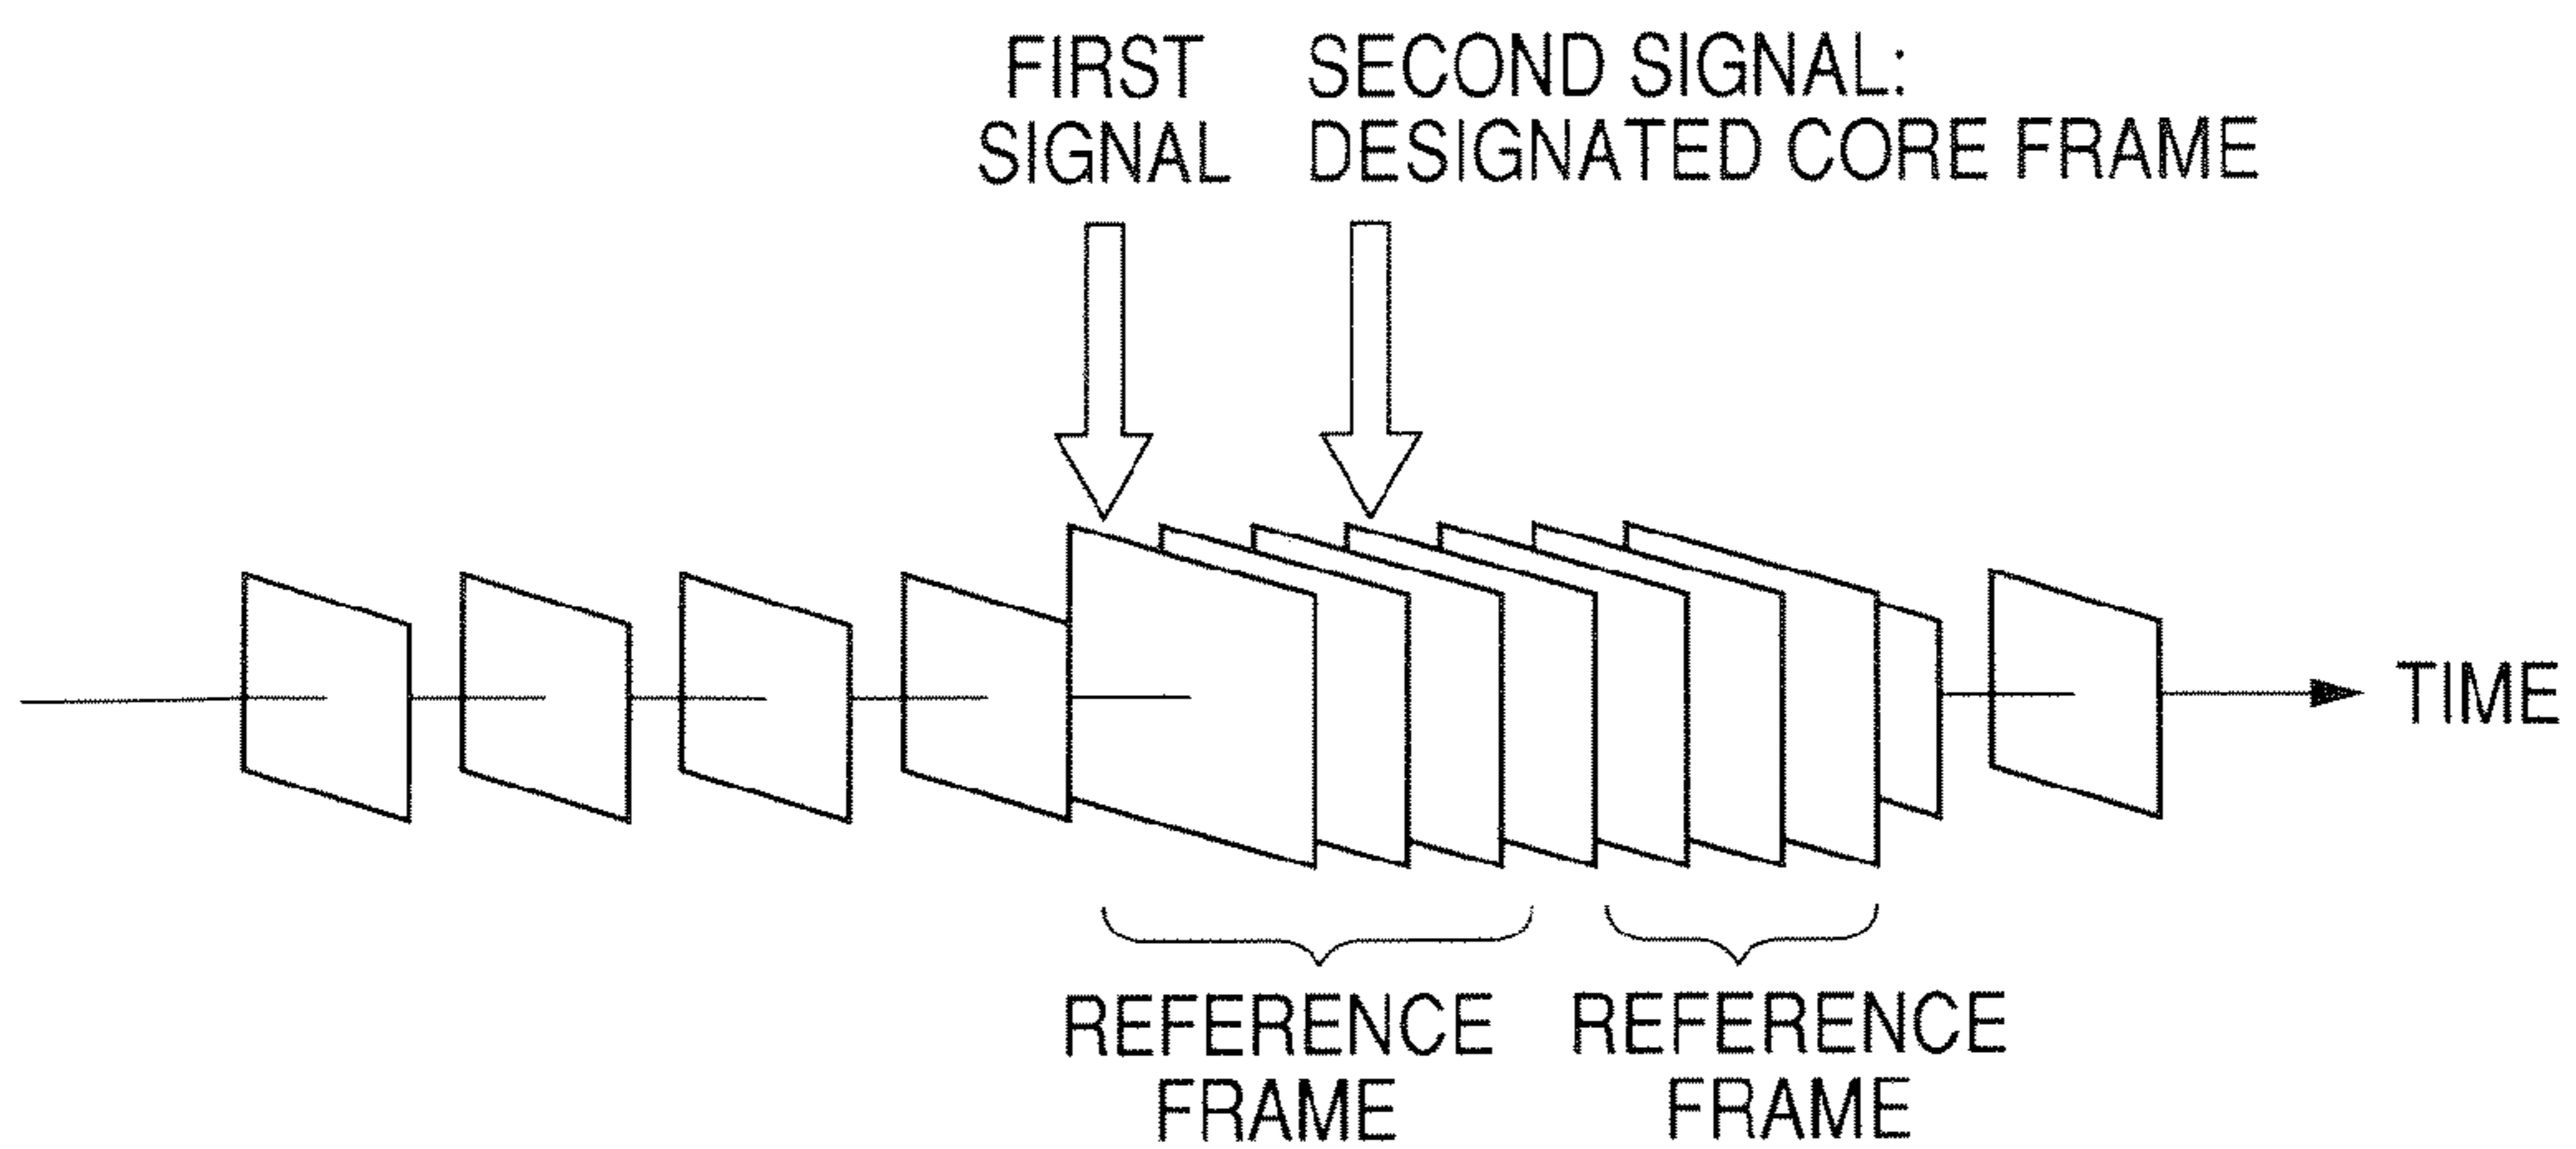 FIRST
SIGNAL
SECOND SIGNAL:
DESIGNATED CORE FRAME
TIME
REFERENCE
FRAME
REFERENCE
FRAME